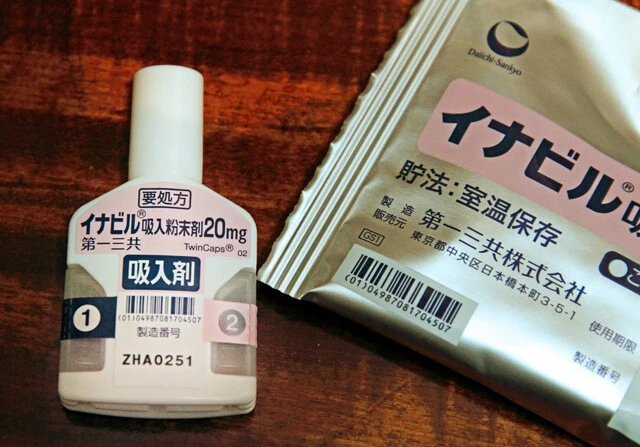 要処方
イナビル®吸入粉末剤20mg
第一三共
TwinCaps® 02
吸入剤
1
2
(01)04987081704507
製造番号
ZHA0251
Daiichi-Sankyo
イナビル®
貯法:室温保存
製造
販売元
第一三共株式会社
東京都中央区日本橋本町3-5-1
GS1
(01)04987081704507
使用期限
製造番号